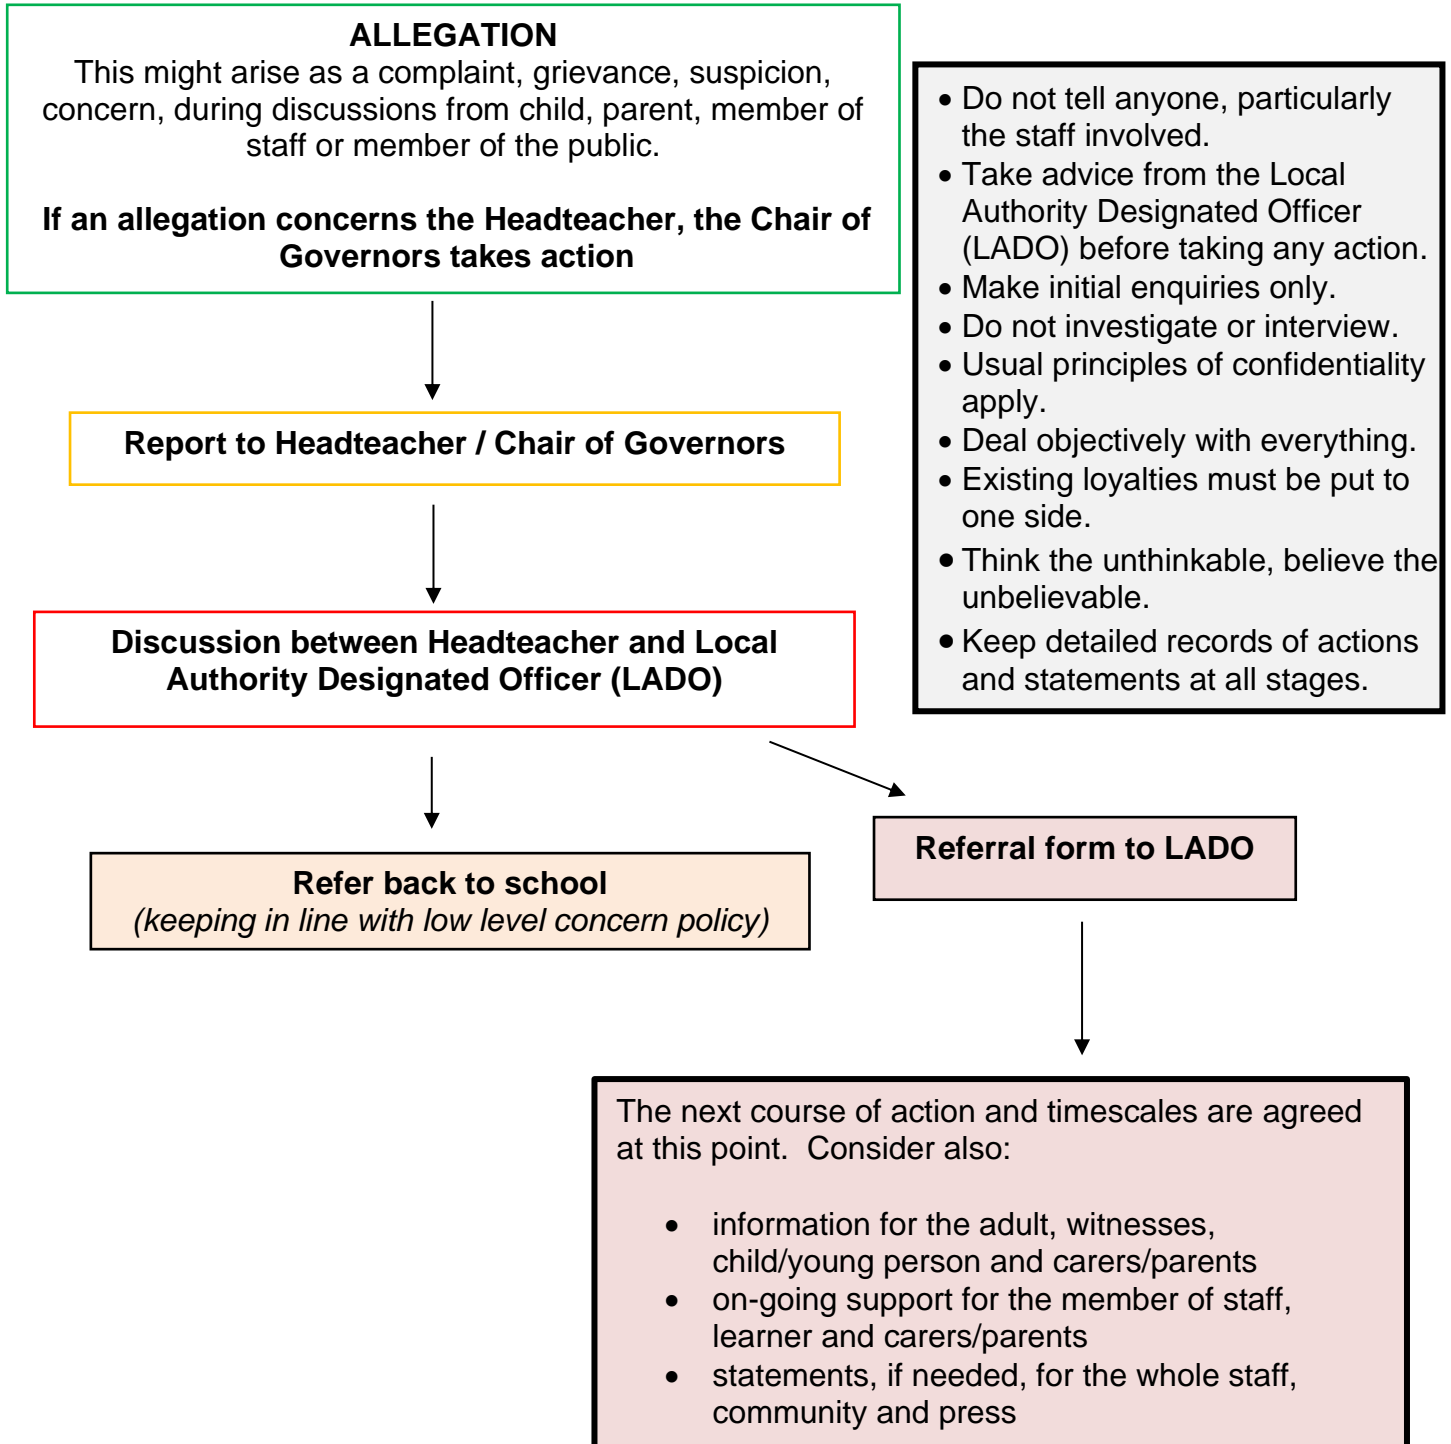 ALLEGATION
This might arise as a complaint, grievance, suspicion,
concern, during discussions from child, parent, member of
staff or member of the public.
If an allegation concerns the Headteacher, the Chair of
Governors takes action
• Do not tell anyone, particularly
the staff involved.
• Take advice from the Local
Authority Designated Officer
(LADO) before taking any action.
• Make initial enquiries only.
• Do not investigate or interview.
• Usual principles of confidentiality
apply.
• Deal objectively with everything.
• Existing loyalties must be put to
one side.
• Think the unthinkable, believe the
unbelievable.
• Keep detailed records of actions
and statements at all stages.
Report to Headteacher / Chair of Governors
Discussion between Headteacher and Local
Authority Designated Officer (LADO)
Refer back to school
(keeping in line with low level concern policy)
Referral form to LADO
The next course of action and timescales are agreed
at this point.  Consider also:
• information for the adult, witnesses,
child/young person and carers/parents
• on-going support for the member of staff,
learner and carers/parents
• statements, if needed, for the whole staff,
community and press